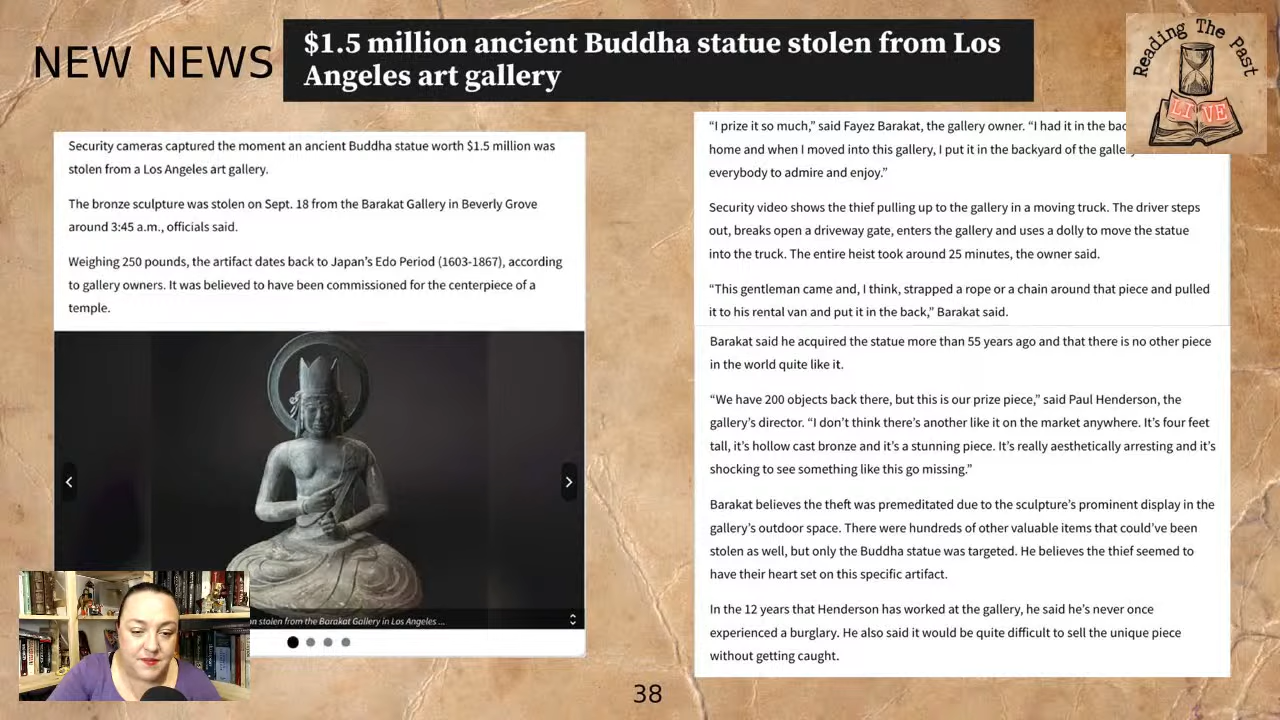 NEW NEWS
$1.5 million ancient Buddha statue stolen from Los
Angeles art gallery
Reading The Past
LIVE
Security cameras captured the moment an ancient Buddha statue worth $1.5 million was
stolen from a Los Angeles art gallery.
The bronze sculpture was stolen on Sept. 18 from the Barakat Gallery in Beverly Grove
around 3:45 a.m., officials said.
Weighing 250 pounds, the artifact dates back to Japan’s Edo Period (1603-1867), according
to gallery owners. It was believed to have been commissioned for the centerpiece of a
temple.
stolen from the Barakat Gallery in Los Angeles ...
“I prize it so much,” said Fayez Barakat, the gallery owner. “I had it in the
home and when I moved into this gallery, I put it in the backyard of the
everybody to admire and enjoy.”
Security video shows the thief pulling up to the gallery in a moving truck. The driver steps
out, breaks open a driveway gate, enters the gallery and uses a dolly to move the statue
into the truck. The entire heist took around 25 minutes, the owner said.
“This gentleman came and, I think, strapped a rope or a chain around that piece and pulled
it to his rental van and put it in the back,” Barakat said.
Barakat said he acquired the statue more than 55 years ago and that there is no other piece
in the world quite like it.
“We have 200 objects back there, but this is our prize piece,” said Paul Henderson, the
gallery’s director. “I don’t think there’s another like it on the market anywhere. It’s four feet
tall, it’s hollow cast bronze and it’s a stunning piece. It’s really aesthetically arresting and it’s
shocking to see something like this go missing.”
Barakat believes the theft was premeditated due to the sculpture’s prominent display in the
gallery’s outdoor space. There were hundreds of other valuable items that could’ve been
stolen as well, but only the Buddha statue was targeted. He believes the thief seemed to
have their heart set on this specific artifact.
In the 12 years that Henderson has worked at the gallery, he said he’s never once
experienced a burglary. He also said it would be quite difficult to sell the unique piece
without getting caught.
38